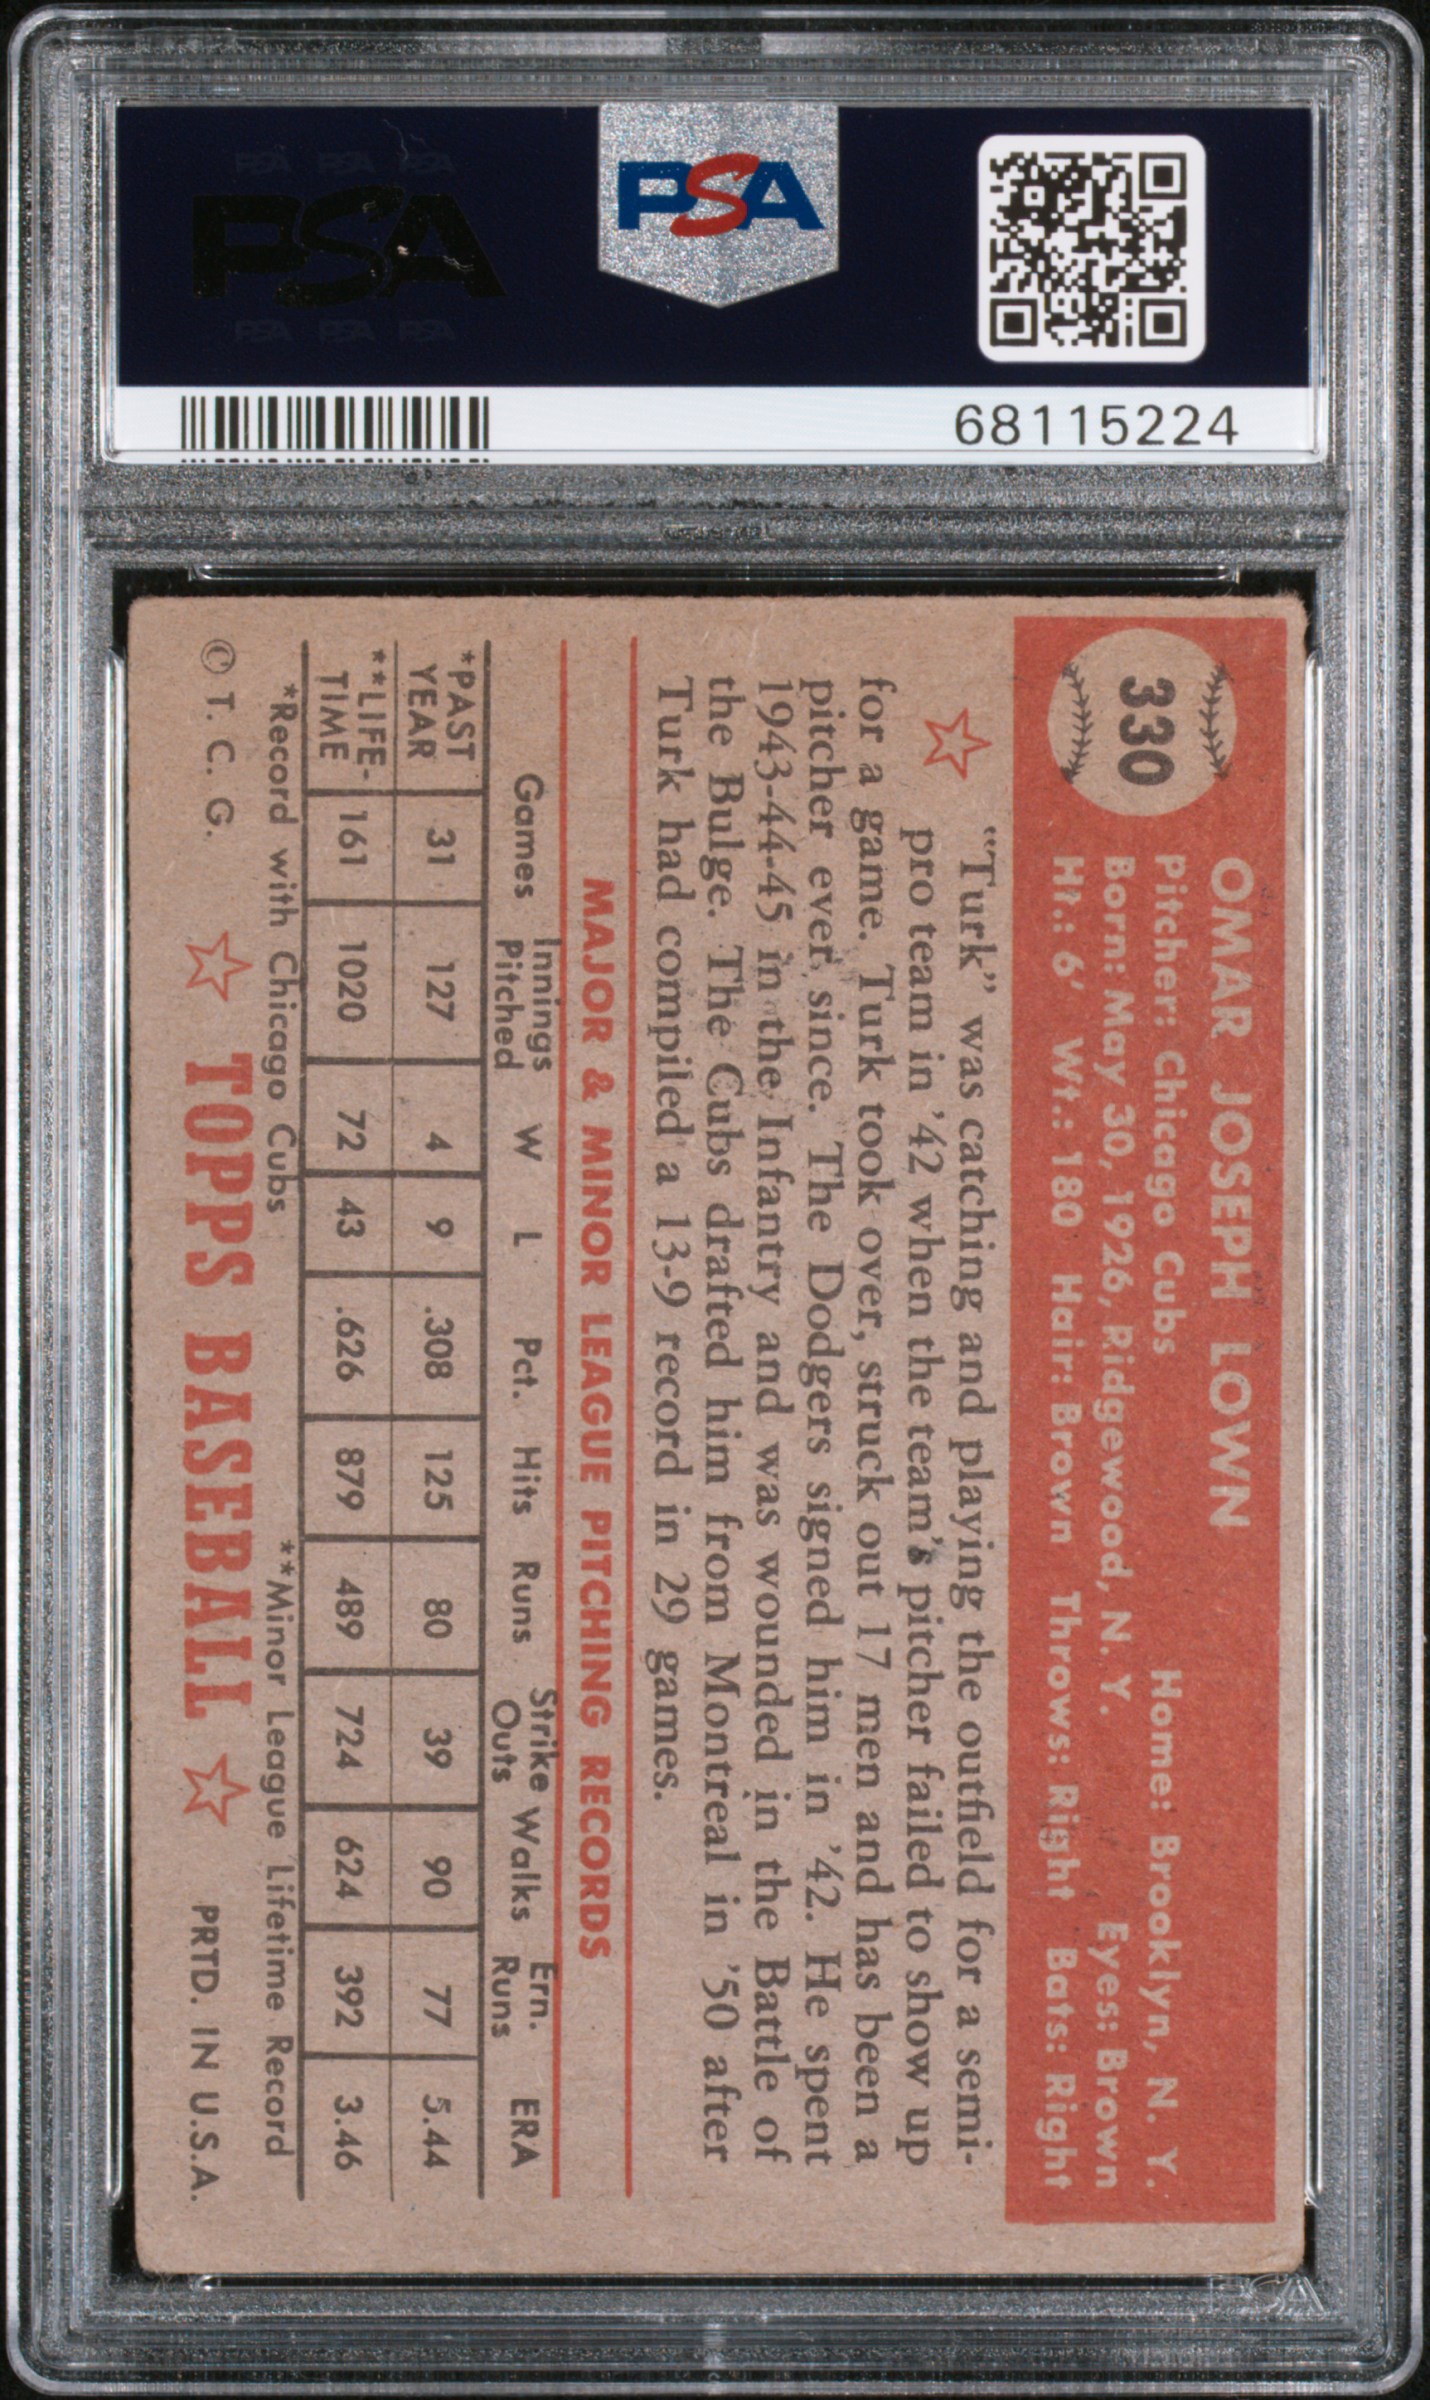 PSA PSA PSA
PSA
PSA PSA PSA
PSA
68115224
330
OMAR JOSEPH LOWN
Pitcher: Chicago Cubs Home: Brooklyn, N. Y.
Born: May 30, 1926, Ridgewood, N. Y. Eyes: Brown
Ht.: 6' Wt.: 180 Hair: Brown Throws: Right Bats: Right
"Turk" was catching and playing the outfield for a semi-
pro team in '42 when the team's pitcher failed to show up
for a game. Turk took over, struck out 17 men and has been a
pitcher ever since. The Dodgers signed him in '42. He spent
1943-44-45 in the Infantry and was wounded in the Battle of
the Bulge. The Cubs drafted him from Montreal in '50 after
Turk had compiled a 13-9 record in 29 games.
MAJOR & MINOR LEAGUE PITCHING RECORDS
Games Innings Pitched W L Pct. Hits Runs Strike Outs Walks Ern. Runs ERA
*PAST YEAR 31 127 4 9 .308 125 80 39 90 77 5.44
**LIFE-TIME 161 1020 72 43 .626 879 489 724 624 392 3.46
*Record with Chicago Cubs **Minor League Lifetime Record
© T. C. G. TOPPS BASEBALL PRTD. IN U.S.A.
PSA